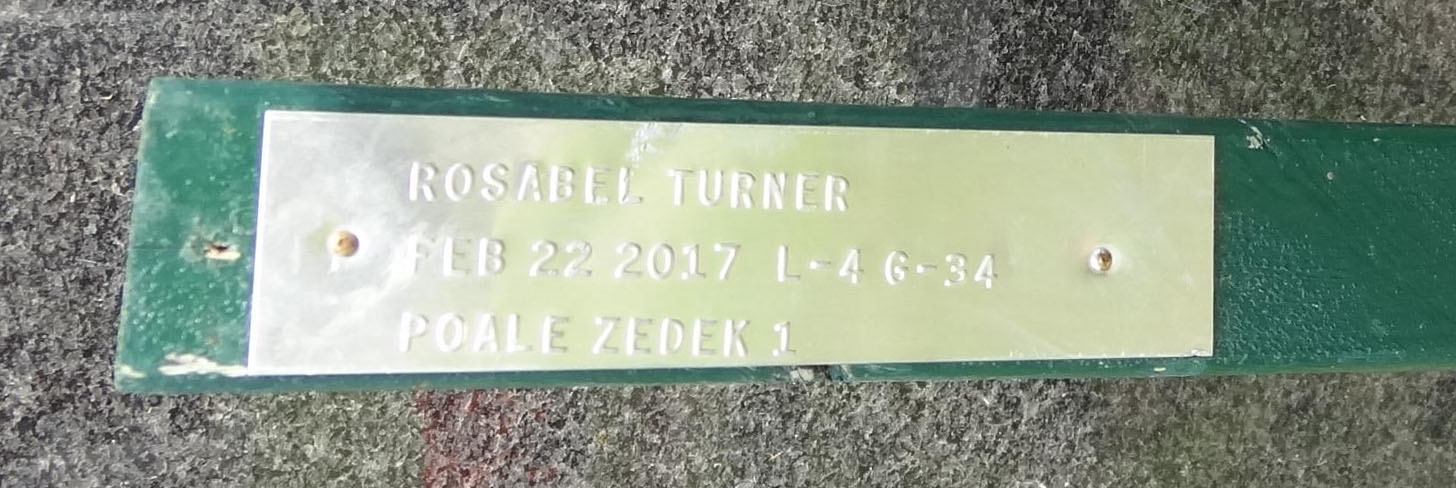 ROSABEL TURNER
FEB 22 2017 L-4 G-34
POALE ZEDEK 1